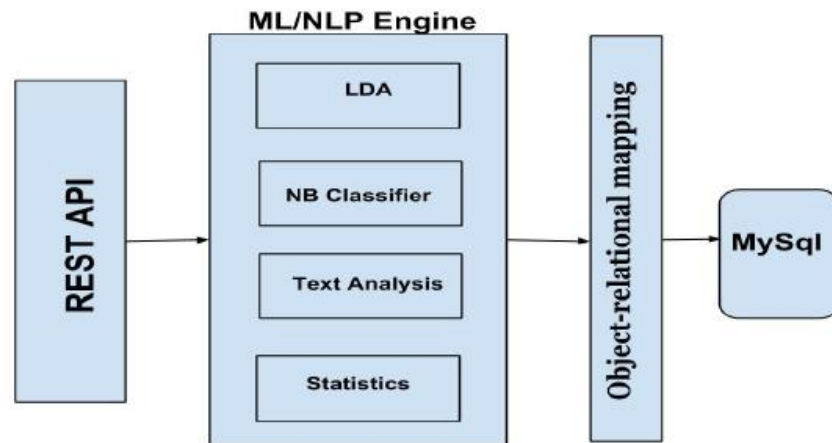 ML/NLP Engine
REST API
LDA
NB Classifier
Text Analysis
Statistics
Object-relational mapping
MySql